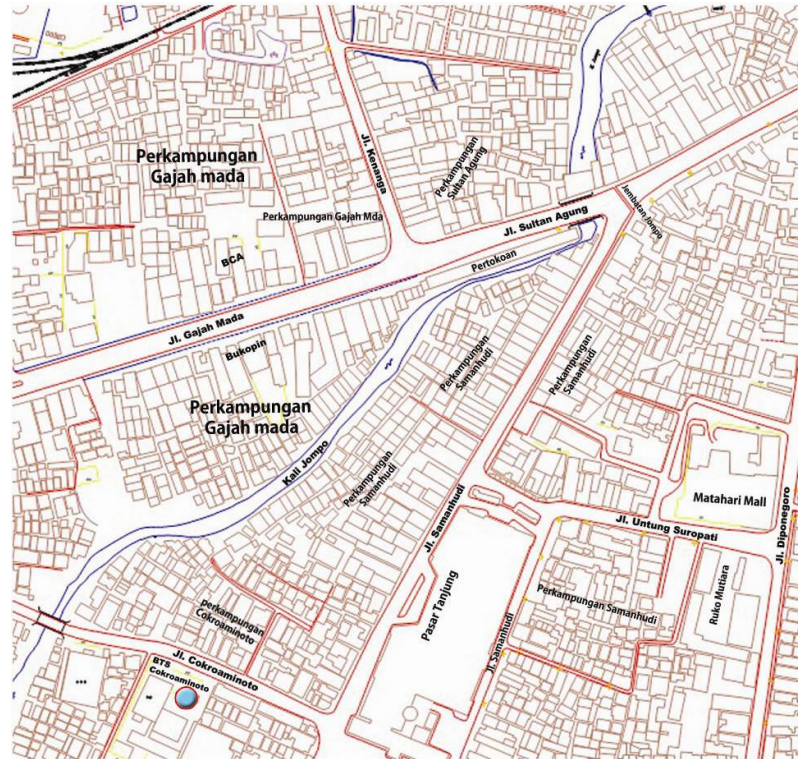 Jl. Kenanga
Perkampungan
Gajah mada
Perkampungan
Sultan Agung
Perkampungan Gajah Mda
Jembatan Jompo
Jl. Sultan Agung
BCA
Pertokoan
Jl. Gajah Mada
Bukopin
Perkampungan
Samanhudi
Perkampungan
Samanhudi
Perkampungan
Gajah mada
Kali Jompo
Perkampungan
Samanhudi
Matahari Mall
Jl. Diponegoro
Jl. Samanhudi
Jl. Untung Suropati
Pasar Tanjung
Perkampungan Samanhudi
Ruko Mutiara
perkampungan
Cokroaminoto
Jl. Samanhudi
Jl. Cokroaminoto
BTS
Cokroaminoto